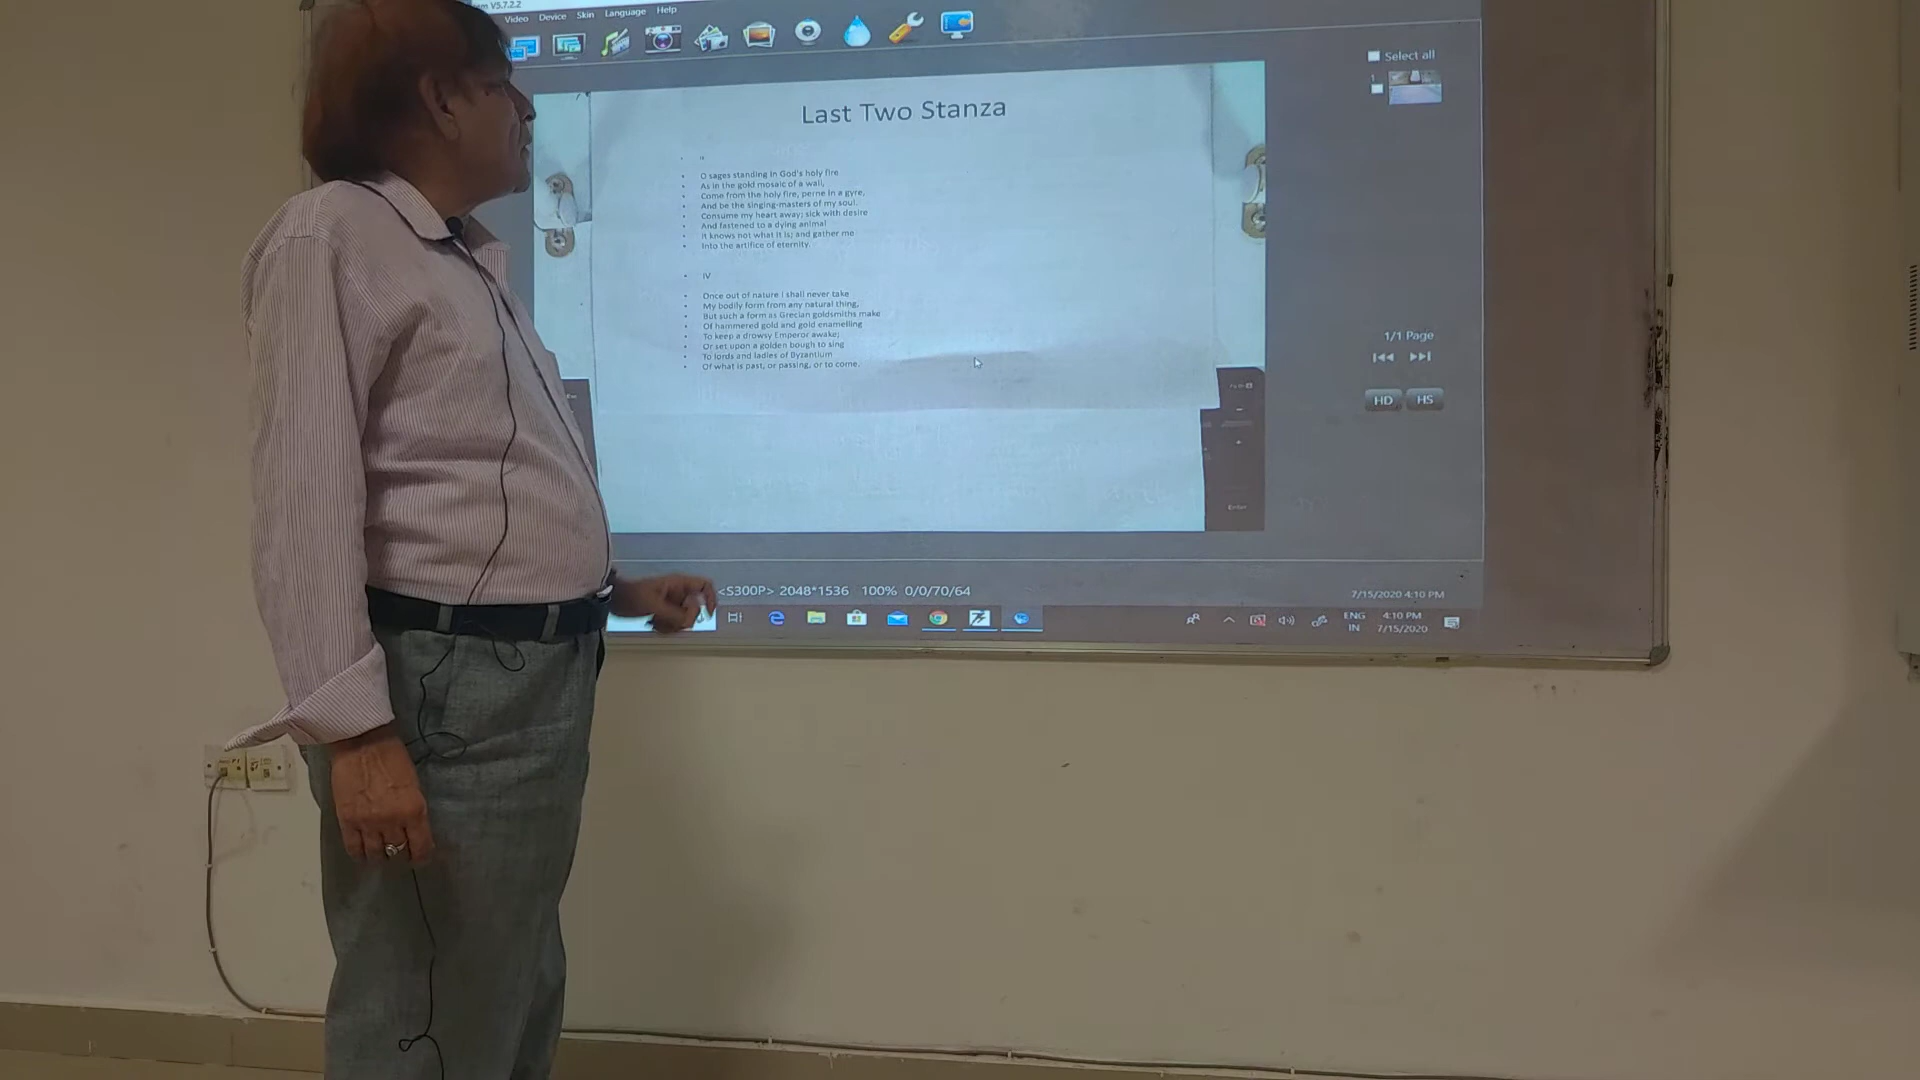 V5.7.2.2
Video Device Skin Language Help
Select all
1
Last Two Stanza
O sages standing in God's holy fire
As in the gold mosaic of a wall,
Come from the holy fire, perne in a gyre,
And be the singing-masters of my soul.
Consume my heart away; sick with desire
And fastened to a dying animal
It knows not what it is; and gather me
Into the artifice of eternity.
IV
Once out of nature I shall never take
My bodily form from any natural thing,
But such a form as Grecian goldsmiths make
Of hammered gold and gold enamelling
To keep a drowsy Emperor awake;
Or set upon a golden bough to sing
To lords and ladies of Byzantium
Of what is past, or passing, or to come.
1/1 Page
HD HS
Enter
<S300P> 2048*1536 100% 0/0/70/64
7/15/2020 4:10 PM
ENG
IN
4:10 PM
7/15/2020